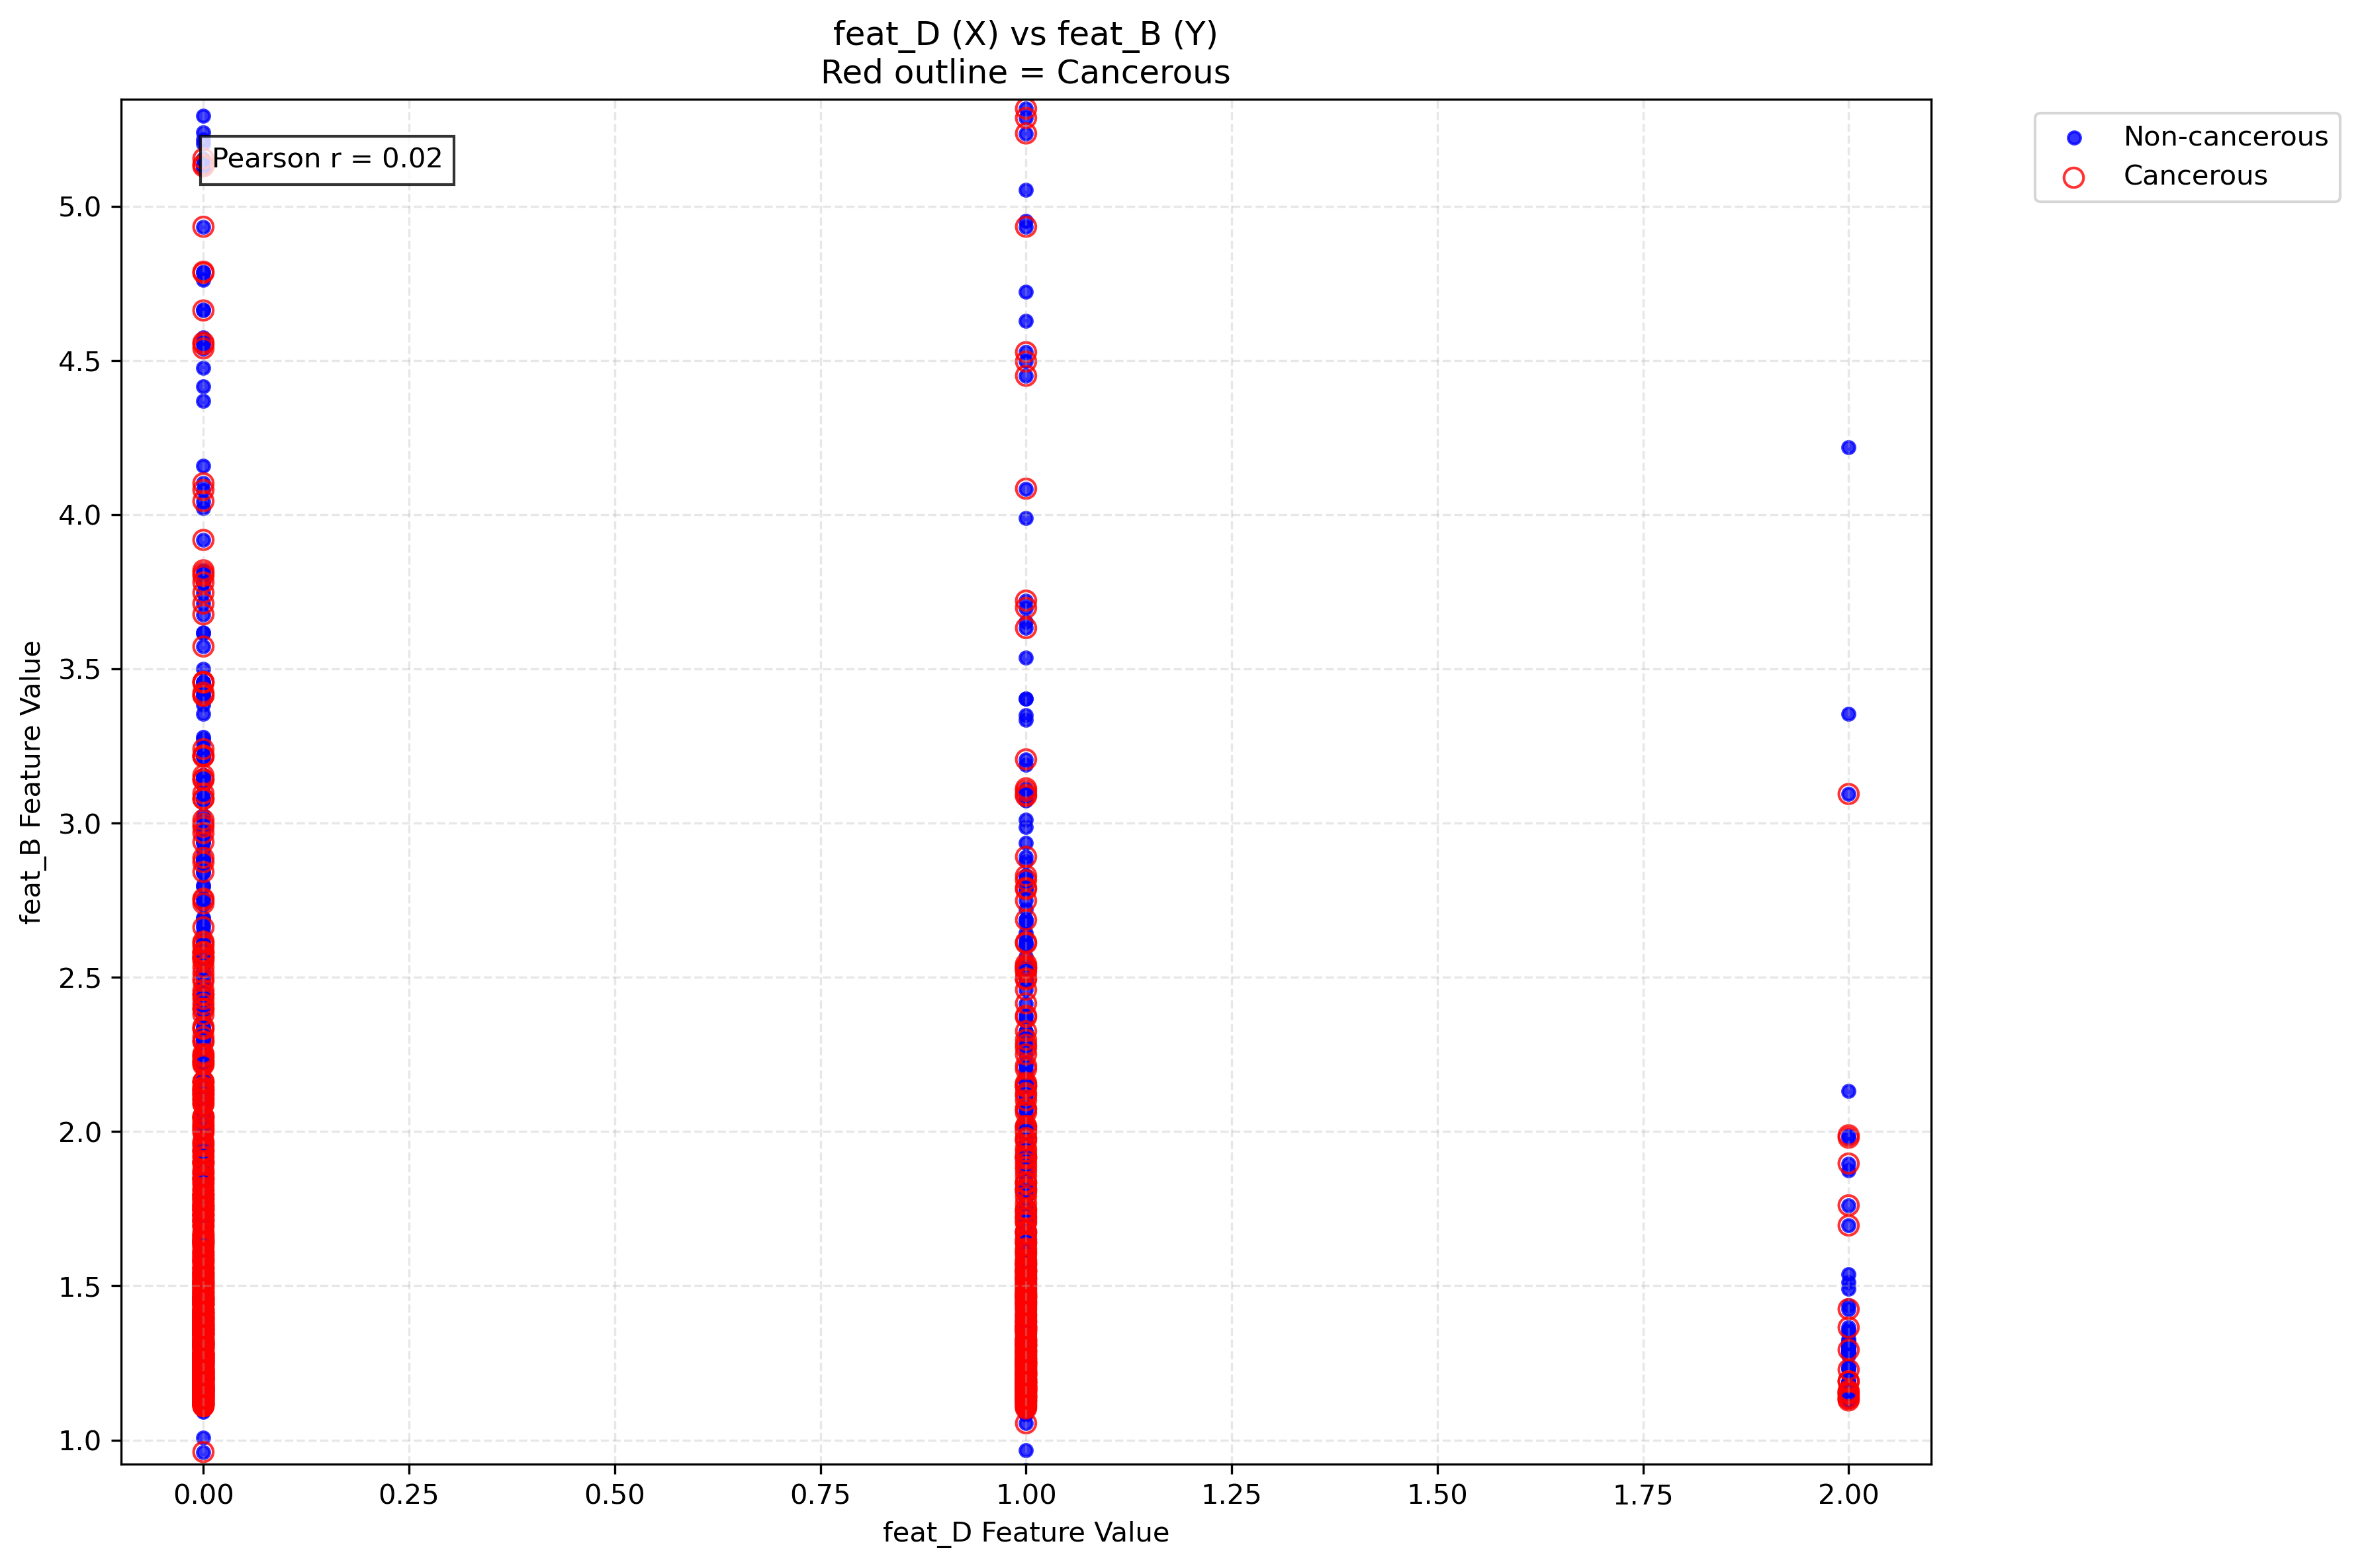 feat_D (X) vs feat_B (Y)
Red outline = Cancerous
Pearson r = 0.02
Non-cancerous
Cancerous
feat_B Feature Value
5.0
4.5
4.0
3.5
3.0
2.5
2.0
1.5
1.0
0.00 0.25 0.50 0.75 1.00 1.25 1.50 1.75 2.00
feat_D Feature Value